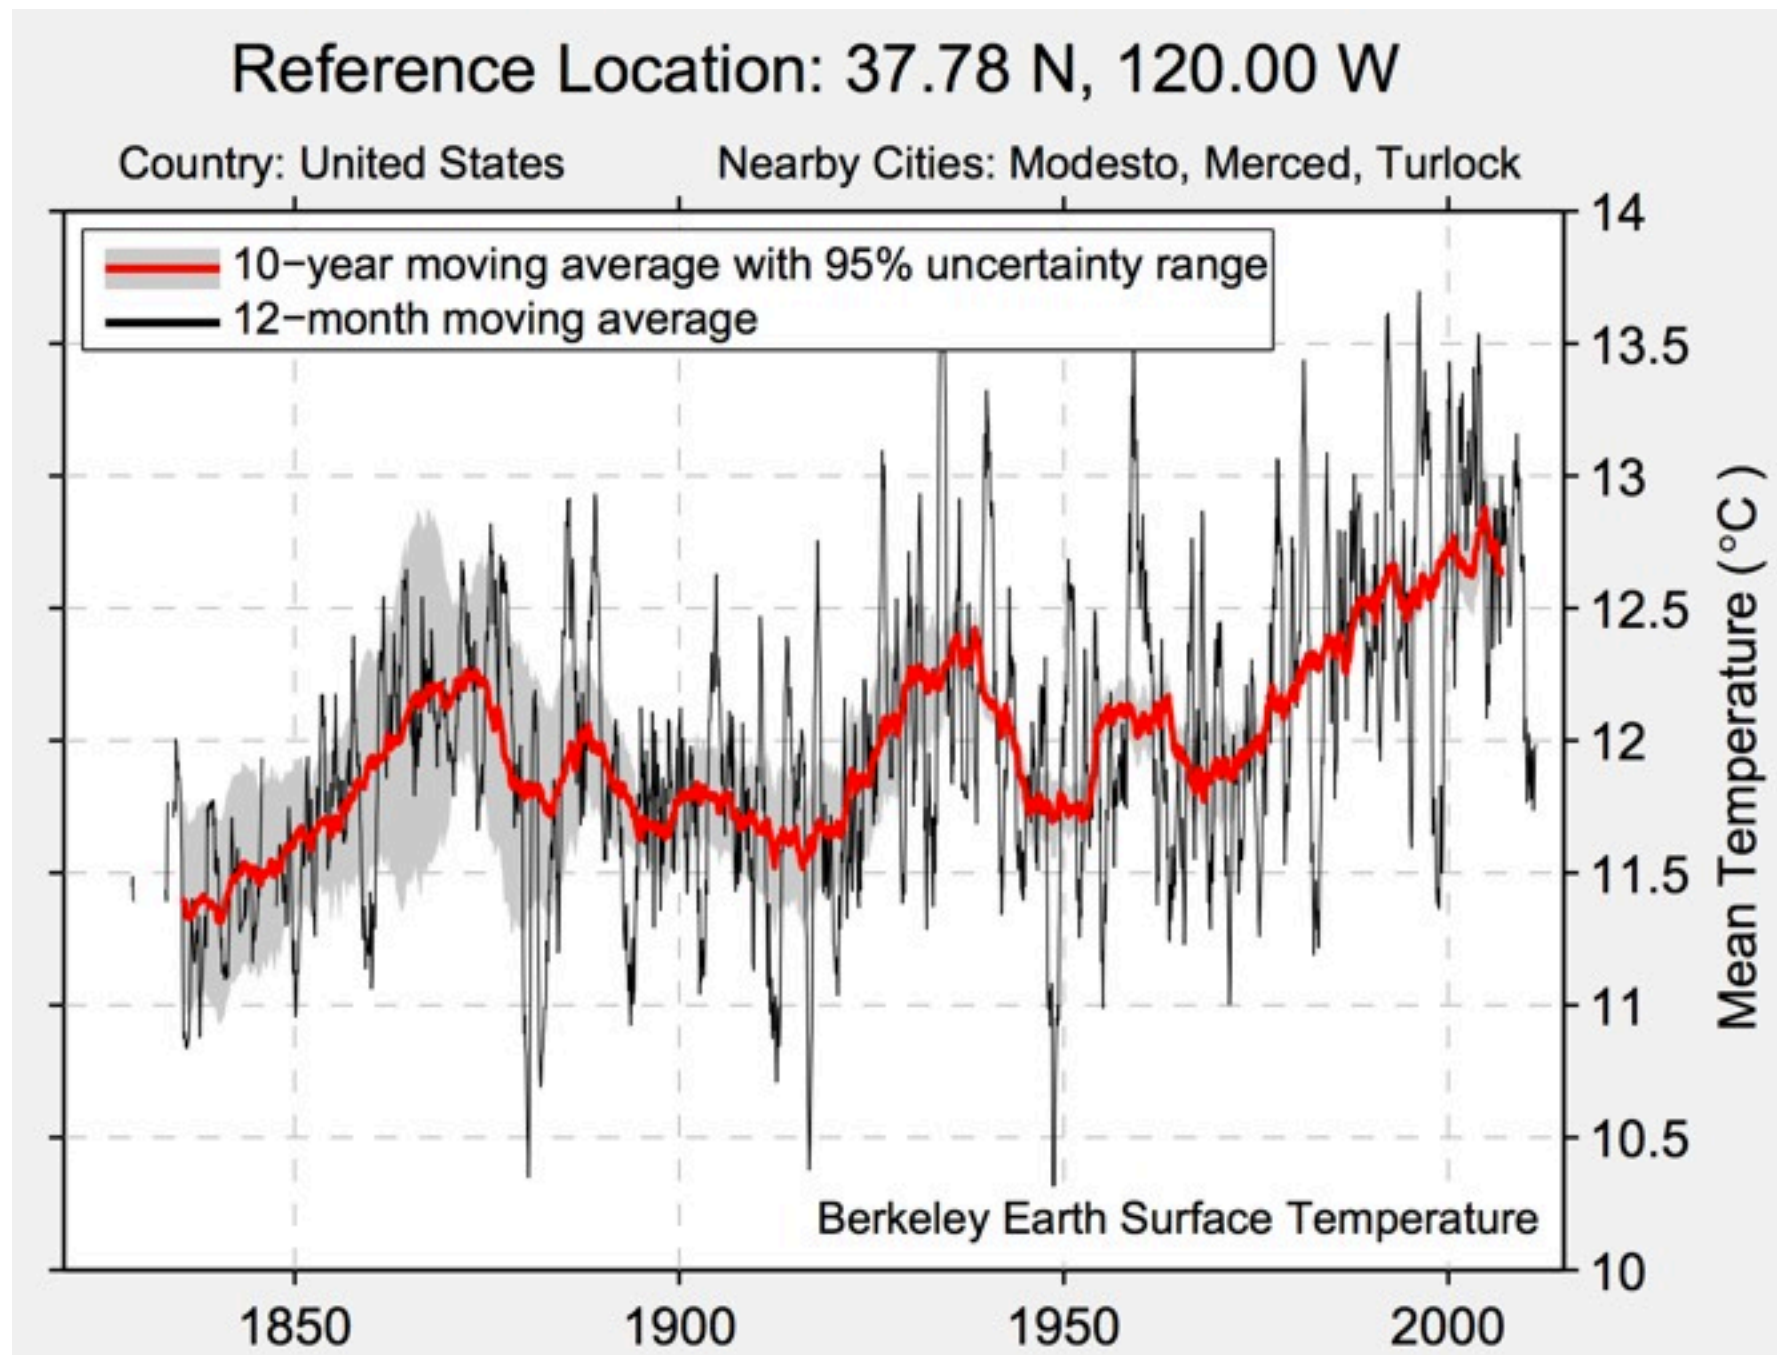 Reference Location: 37.78 N, 120.00 W
Country: United States Nearby Cities: Modesto, Merced, Turlock
10−year moving average with 95% uncertainty range
12−month moving average
14
13.5
13
12.5
12
11.5
11
10.5
10
Mean Temperature (°C )
Berkeley Earth Surface Temperature
1850 1900 1950 2000